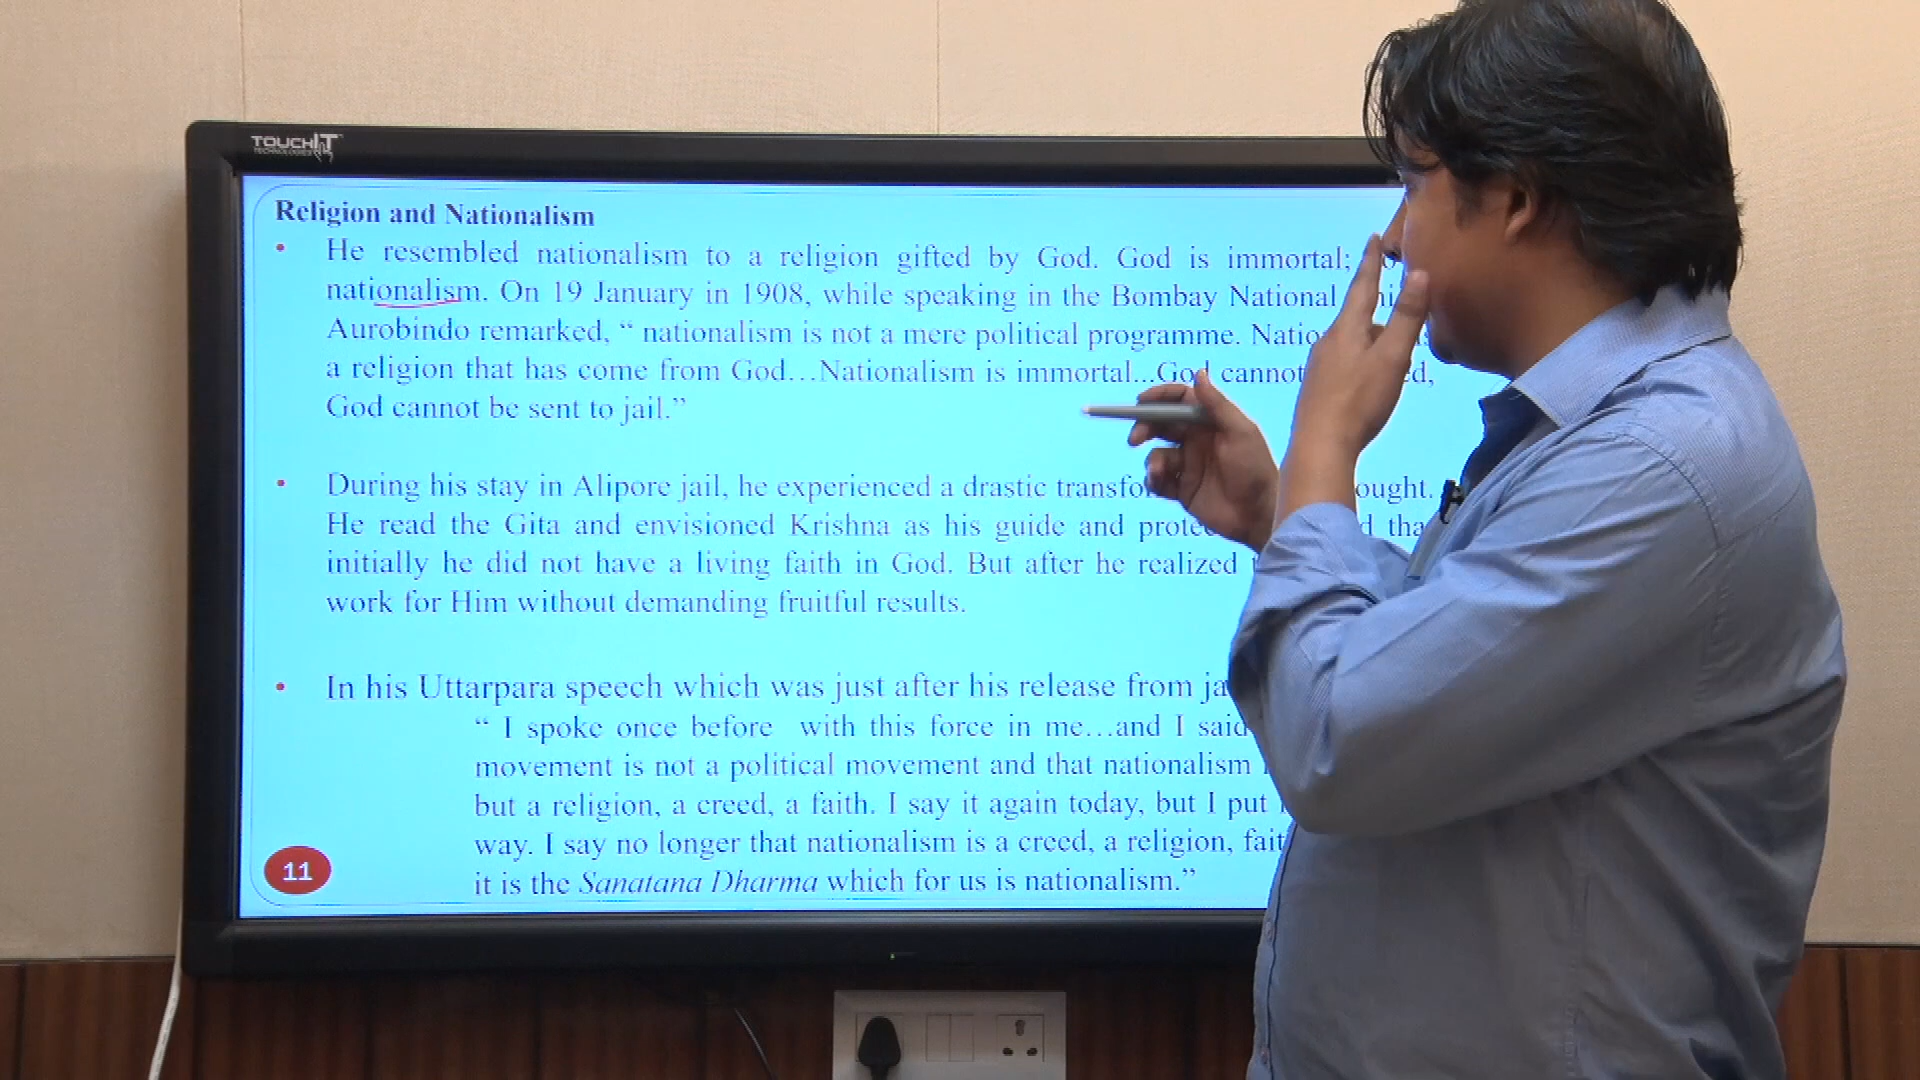 TOUCHIT
TECHNOLOGIES
Religion and Nationalism
• He resembled nationalism to a religion gifted by God. God is immortal;
nationalism. On 19 January in 1908, while speaking in the Bombay National
Aurobindo remarked, “ nationalism is not a mere political programme.
a religion that has come from God…Nationalism is immortal...God cannot
God cannot be sent to jail.”
• During his stay in Alipore jail, he experienced a drastic
He read the Gita and envisioned Krishna as his guide and
initially he did not have a living faith in God. But after he realized
work for Him without demanding fruitful results.
• In his Uttarpara speech which was just after his release from
“ I spoke once before with this force in me…and I said
movement is not a political movement and that nationalism
but a religion, a creed, a faith. I say it again today, but I put
way. I say no longer that nationalism is a creed, a religion,
it is the Sanatana Dharma which for us is nationalism.”
11